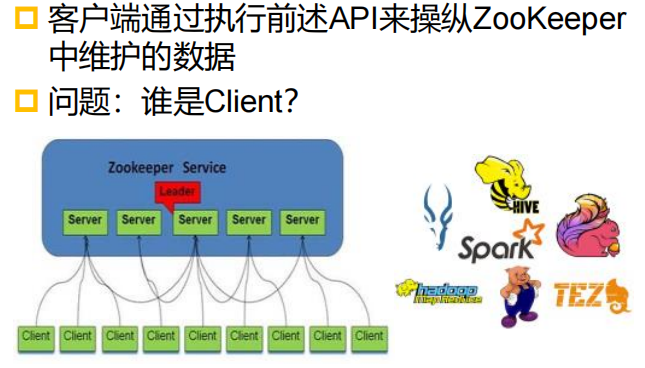 客户端通过执行前述API来操纵ZooKeeper
中维护的数据
问题：谁是Client？
Zookeeper Service
Leader
Server Server Server Server Server
Client Client Client Client Client Client Client Client Client
HIVE
Spark
hadoop
Map Reduce
TEZ